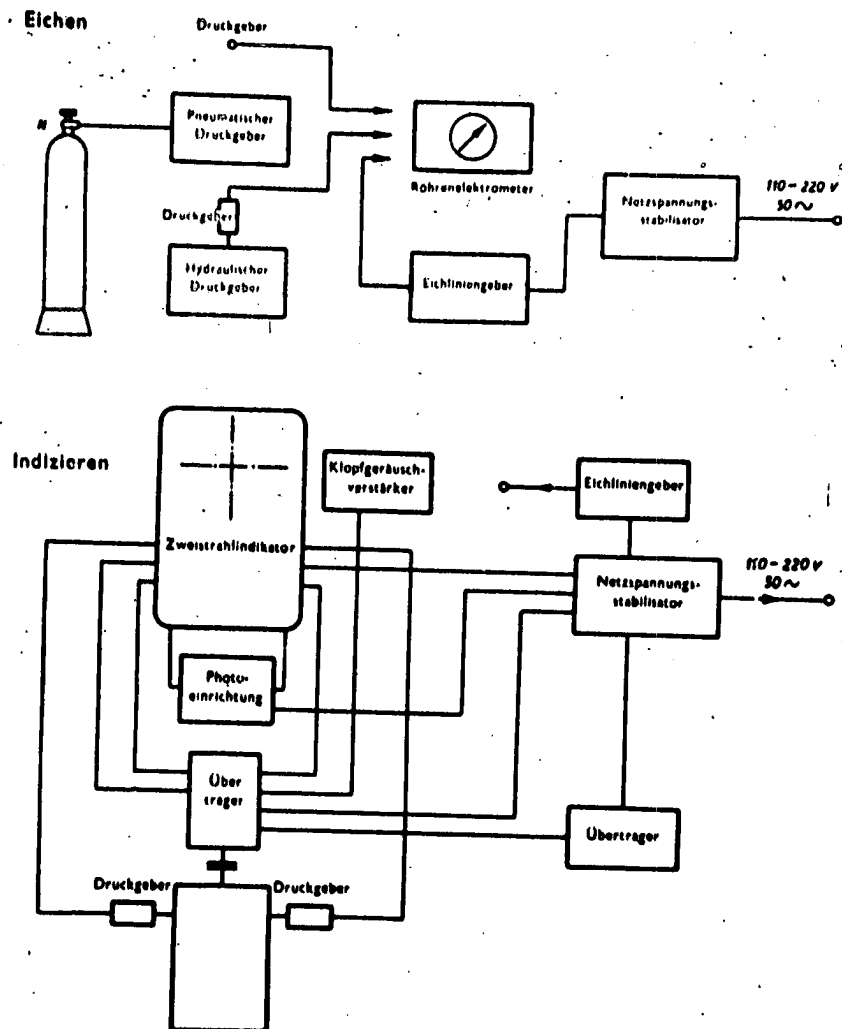 Eichen
Druckgeber
N
Pneumatischer
Druckgeber
Röhrenelektrometer
Netzspannungs-
stabilisator
110-220 V
50 ~
Druckgeber
Hydraulischer
Druckgeber
Eichliniengeber
Indizieren
Klopfgeräusch-
verstärker
Eichliniengeber
Zweistrahlindikator
Netzspannungs-
stabilisator
110-220 V
50 ~
Photo-
einrichtung
Über
trager
Übertrager
Druckgeber
Druckgeber